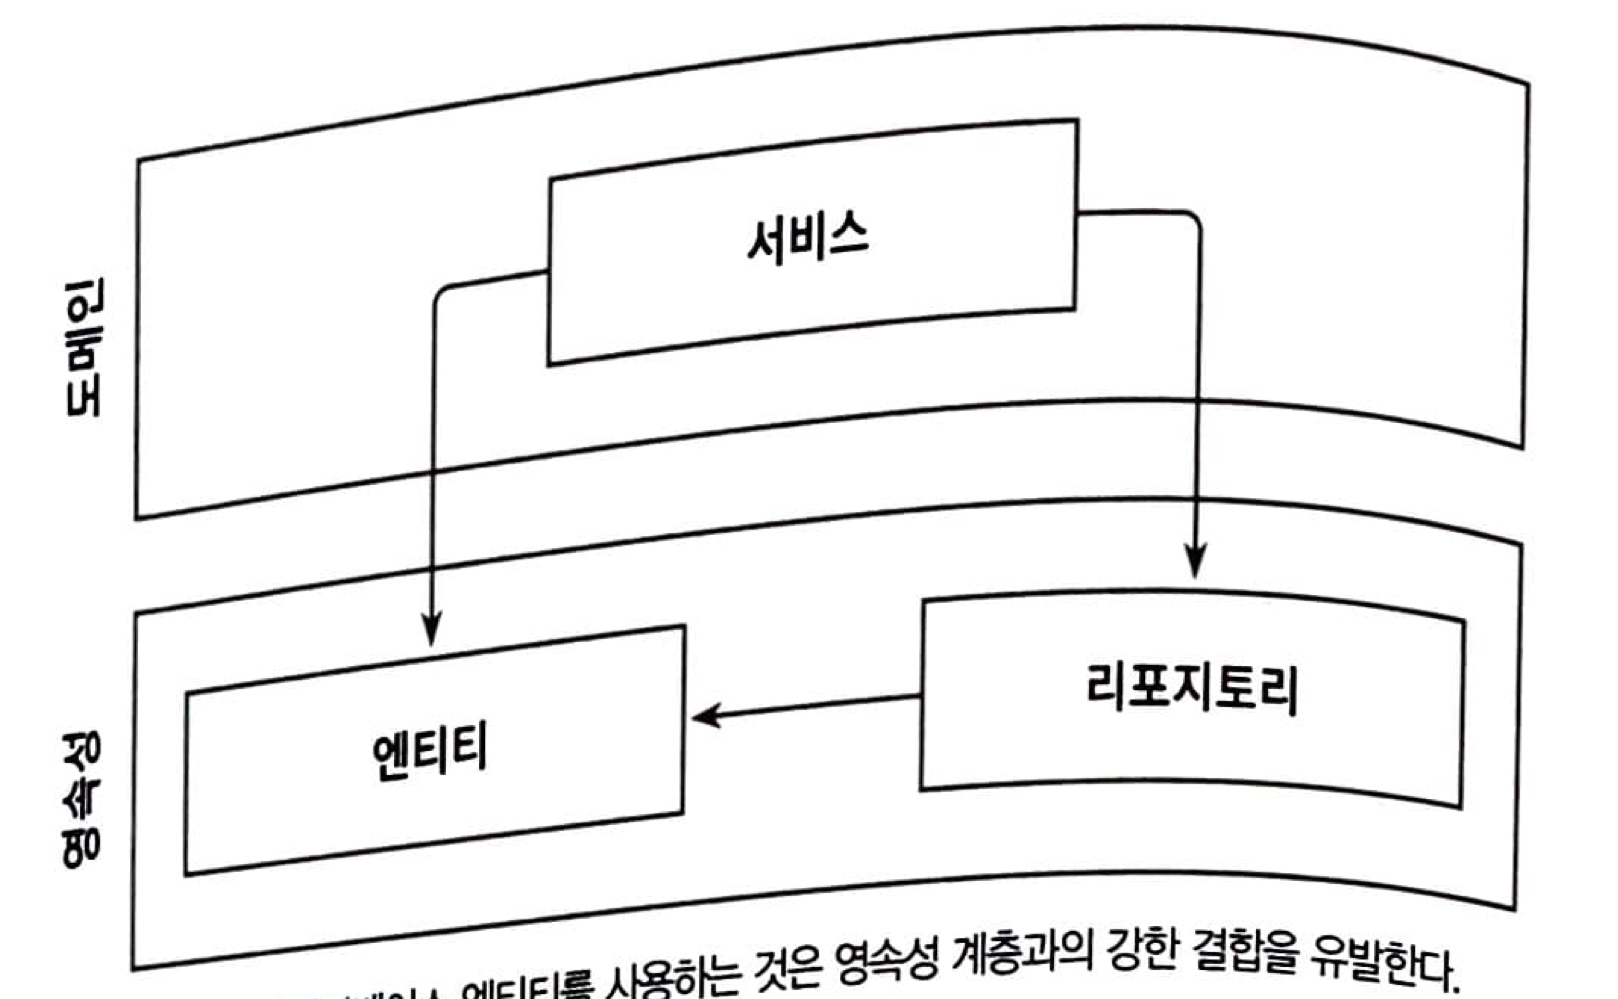 도메인
서비스
영속성
엔티티
리포지토리
엔티티를 사용하는 것은 영속성 계층과의 강한 결합을 유발한다.